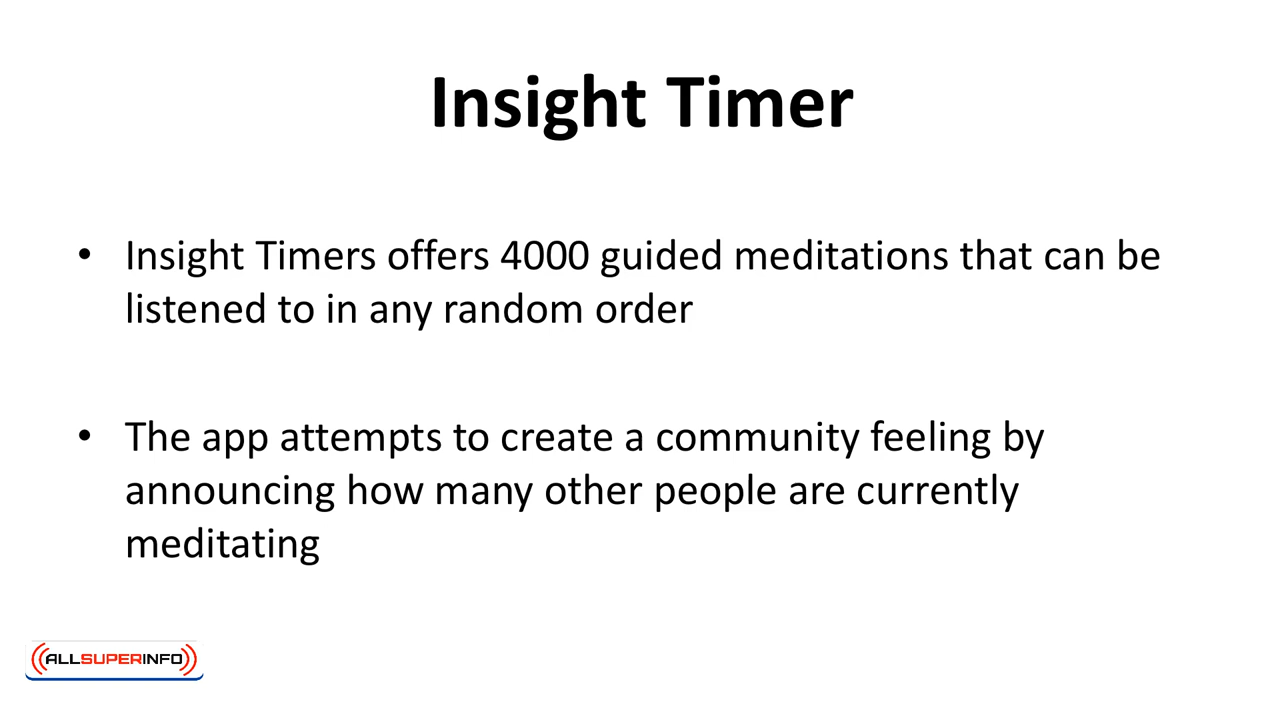 Insight Timer
• Insight Timers offers 4000 guided meditations that can be
listened to in any random order
• The app attempts to create a community feeling by
announcing how many other people are currently
meditating
ALLSUPERINFO